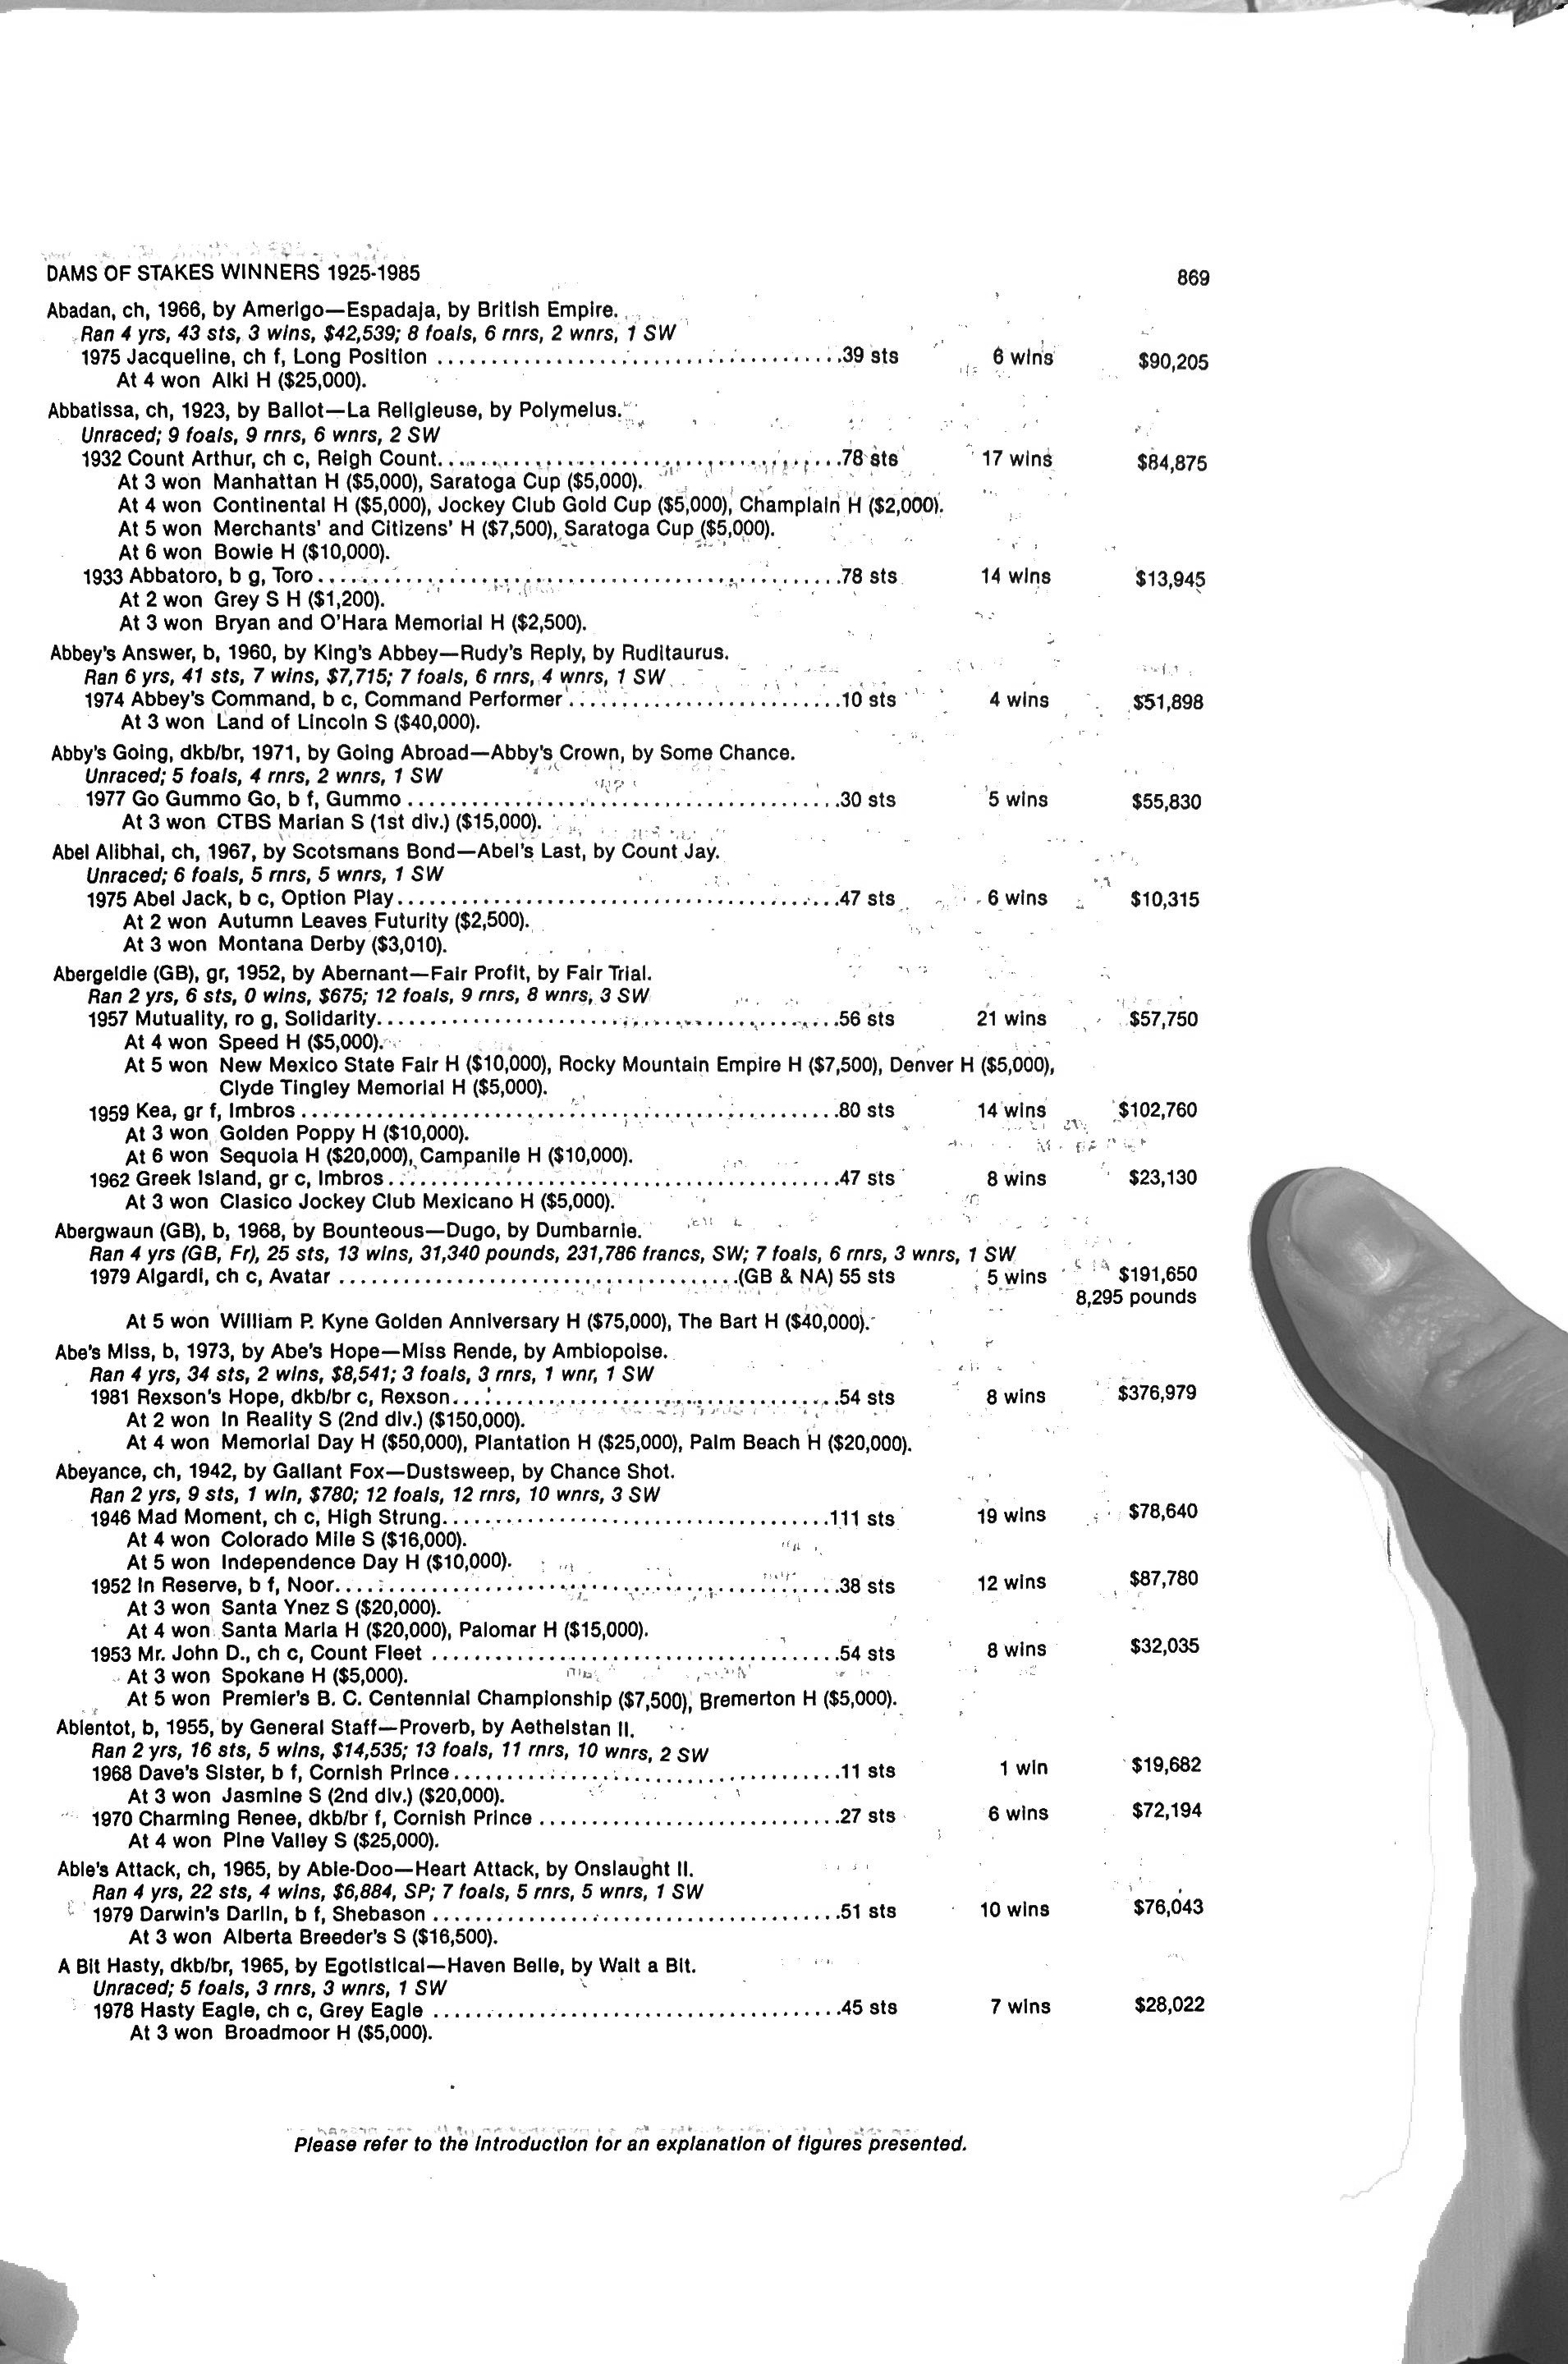 DAMS OF STAKES WINNERS 1925-1985 869
Abadan, ch, 1966, by Amerigo—Espadaja, by British Empire.
Ran 4 yrs, 43 sts, 3 wins, $42,539; 8 foals, 6 rnrs, 2 wnrs, 1 SW
1975 Jacqueline, ch f, Long Position ........................................39 sts 6 wins $90,205
At 4 won Alki H ($25,000).
Abbatissa, ch, 1923, by Ballot—La Religieuse, by Polymelus.
Unraced; 9 foals, 9 rnrs, 6 wnrs, 2 SW
1932 Count Arthur, ch c, Reigh Count........................................78 sts 17 wins $84,875
At 3 won Manhattan H ($5,000), Saratoga Cup ($5,000).
At 4 won Continental H ($5,000), Jockey Club Gold Cup ($5,000), Champlain H ($2,000).
At 5 won Merchants' and Citizens' H ($7,500), Saratoga Cup ($5,000).
At 6 won Bowie H ($10,000).
1933 Abbatoro, b g, Toro........................................78 sts 14 wins $13,945
At 2 won Grey S H ($1,200).
At 3 won Bryan and O'Hara Memorial H ($2,500).
Abbey's Answer, b, 1960, by King's Abbey—Rudy's Reply, by Ruditaurus.
Ran 6 yrs, 41 sts, 7 wins, $7,715; 7 foals, 6 rnrs, 4 wnrs, 1 SW
1974 Abbey's Command, b c, Command Performer ..........................10 sts 4 wins $51,898
At 3 won Land of Lincoln S ($40,000).
Abby's Going, dkb/br, 1971, by Going Abroad—Abby's Crown, by Some Chance.
Unraced; 5 foals, 4 rnrs, 2 wnrs, 1 SW
1977 Go Gummo Go, b f, Gummo ........................................30 sts 5 wins $55,830
At 3 won CTBS Marian S (1st div.) ($15,000).
Abel Alibhai, ch, 1967, by Scotsmans Bond—Abel's Last, by Count Jay.
Unraced; 6 foals, 5 rnrs, 5 wnrs, 1 SW
1975 Abel Jack, b c, Option Play........................................47 sts 6 wins $10,315
At 2 won Autumn Leaves Futurity ($2,500).
At 3 won Montana Derby ($3,010).
Abergeldie (GB), gr, 1952, by Abernant—Fair Profit, by Fair Trial.
Ran 2 yrs, 6 sts, 0 wins, $675; 12 foals, 9 rnrs, 8 wnrs, 3 SW
1957 Mutuality, ro g, Solidarity........................................56 sts 21 wins $57,750
At 4 won Speed H ($5,000).
At 5 won New Mexico State Fair H ($10,000), Rocky Mountain Empire H ($7,500), Denver H ($5,000),
Clyde Tingley Memorial H ($5,000).
1959 Kea, gr f, Imbros ........................................80 sts 14 wins $102,760
At 3 won Golden Poppy H ($10,000).
At 6 won Sequoia H ($20,000), Campanile H ($10,000).
1962 Greek Island, gr c, Imbros ........................................47 sts 8 wins $23,130
At 3 won Clasico Jockey Club Mexicano H ($5,000).
Abergwaun (GB), b, 1968, by Bounteous—Dugo, by Dumbarnie.
Ran 4 yrs (GB, Fr), 25 sts, 13 wins, 31,340 pounds, 231,786 francs, SW; 7 foals, 6 rnrs, 3 wnrs, 1 SW
1979 Algardi, ch c, Avatar .....................................(GB & NA) 55 sts 5 wins $191,650
8,295 pounds
At 5 won William P. Kyne Golden Anniversary H ($75,000), The Bart H ($40,000).
Abe's Miss, b, 1973, by Abe's Hope—Miss Rende, by Ambiopoise.
Ran 4 yrs, 34 sts, 2 wins, $8,541; 3 foals, 3 rnrs, 1 wnr, 1 SW
1981 Rexson's Hope, dkb/br c, Rexson....................................54 sts 8 wins $376,979
At 2 won In Reality S (2nd div.) ($150,000).
At 4 won Memorial Day H ($50,000), Plantation H ($25,000), Palm Beach H ($20,000).
Abeyance, ch, 1942, by Gallant Fox—Dustsweep, by Chance Shot.
Ran 2 yrs, 9 sts, 1 win, $780; 12 foals, 12 rnrs, 10 wnrs, 3 SW
1946 Mad Moment, ch c, High Strung....................................111 sts 19 wins $78,640
At 4 won Colorado Mile S ($16,000).
At 5 won Independence Day H ($10,000).
1952 In Reserve, b f, Noor........................................38 sts 12 wins $87,780
At 3 won Santa Ynez S ($20,000).
At 4 won Santa Maria H ($20,000), Palomar H ($15,000).
1953 Mr. John D., ch c, Count Fleet ......................................54 sts 8 wins $32,035
At 3 won Spokane H ($5,000).
At 5 won Premier's B. C. Centennial Championship ($7,500), Bremerton H ($5,000).
Abientot, b, 1955, by General Staff—Proverb, by Aethelstan II.
Ran 2 yrs, 16 sts, 5 wins, $14,535; 13 foals, 11 rnrs, 10 wnrs, 2 SW
1968 Dave's Sister, b f, Cornish Prince....................................11 sts 1 win $19,682
At 3 won Jasmine S (2nd div.) ($20,000).
1970 Charming Renee, dkb/br f, Cornish Prince ............................27 sts 6 wins $72,194
At 4 won Pine Valley S ($25,000).
Able's Attack, ch, 1965, by Able-Doo—Heart Attack, by Onslaught II.
Ran 4 yrs, 22 sts, 4 wins, $6,884, SP; 7 foals, 5 rnrs, 5 wnrs, 1 SW
1979 Darwin's Darlin, b f, Shebason ......................................51 sts 10 wins $76,043
At 3 won Alberta Breeder's S ($16,500).
A Bit Hasty, dkb/br, 1965, by Egotistical—Haven Belle, by Wait a Bit.
Unraced; 5 foals, 3 rnrs, 3 wnrs, 1 SW
1978 Hasty Eagle, ch c, Grey Eagle ......................................45 sts 7 wins $28,022
At 3 won Broadmoor H ($5,000).
Please refer to the Introduction for an explanation of figures presented.